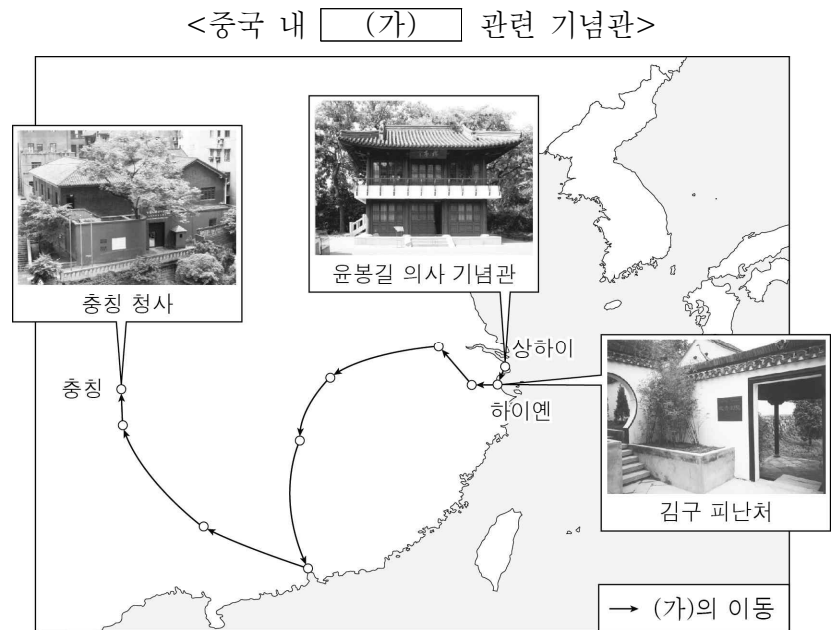 <중국 내 (가) 관련 기념관>
충칭 청사
윤봉길 의사 기념관
상하이
충칭
하이옌
김구 피난처
→ (가)의 이동